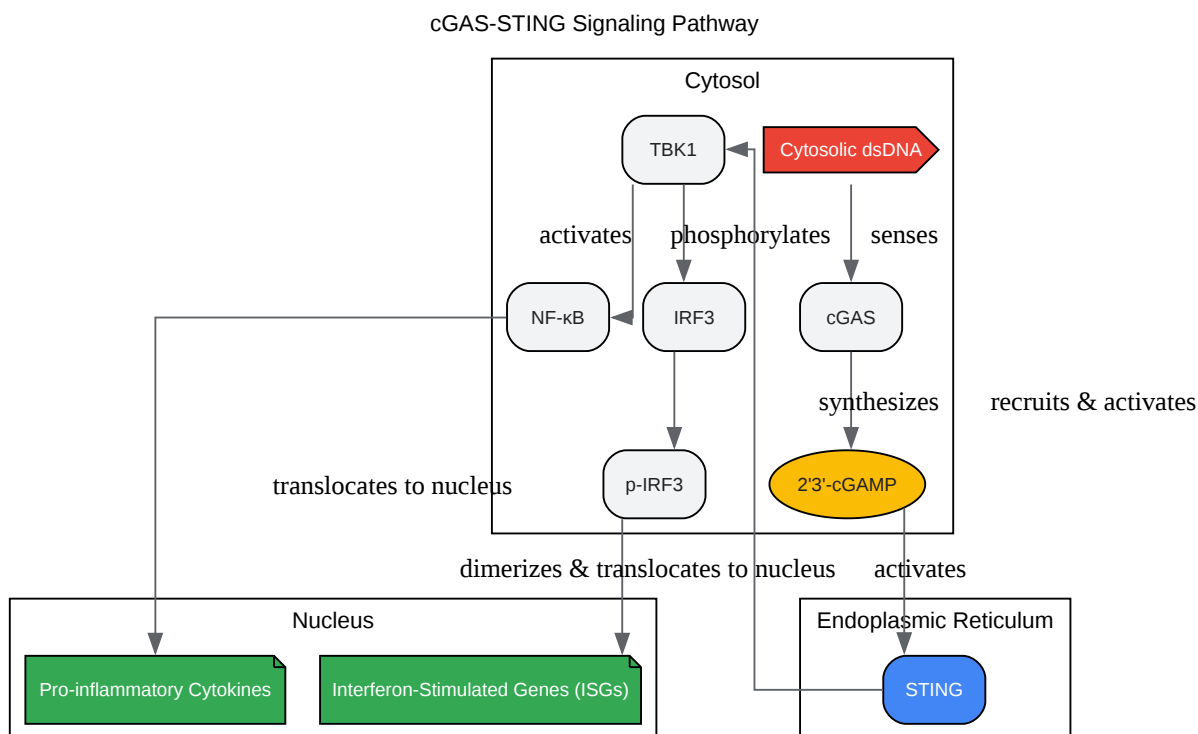 cGAS-STING Signaling Pathway
Cytosol
TBK1
Cytosolic dsDNA
activates
phosphorylates
senses
NF-κB
IRF3
cGAS
synthesizes
recruits & activates
translocates to nucleus
p-IRF3
2'3'-cGAMP
dimerizes & translocates to nucleus
activates
Nucleus
Endoplasmic Reticulum
Pro-inflammatory Cytokines
Interferon-Stimulated Genes (ISGs)
STING